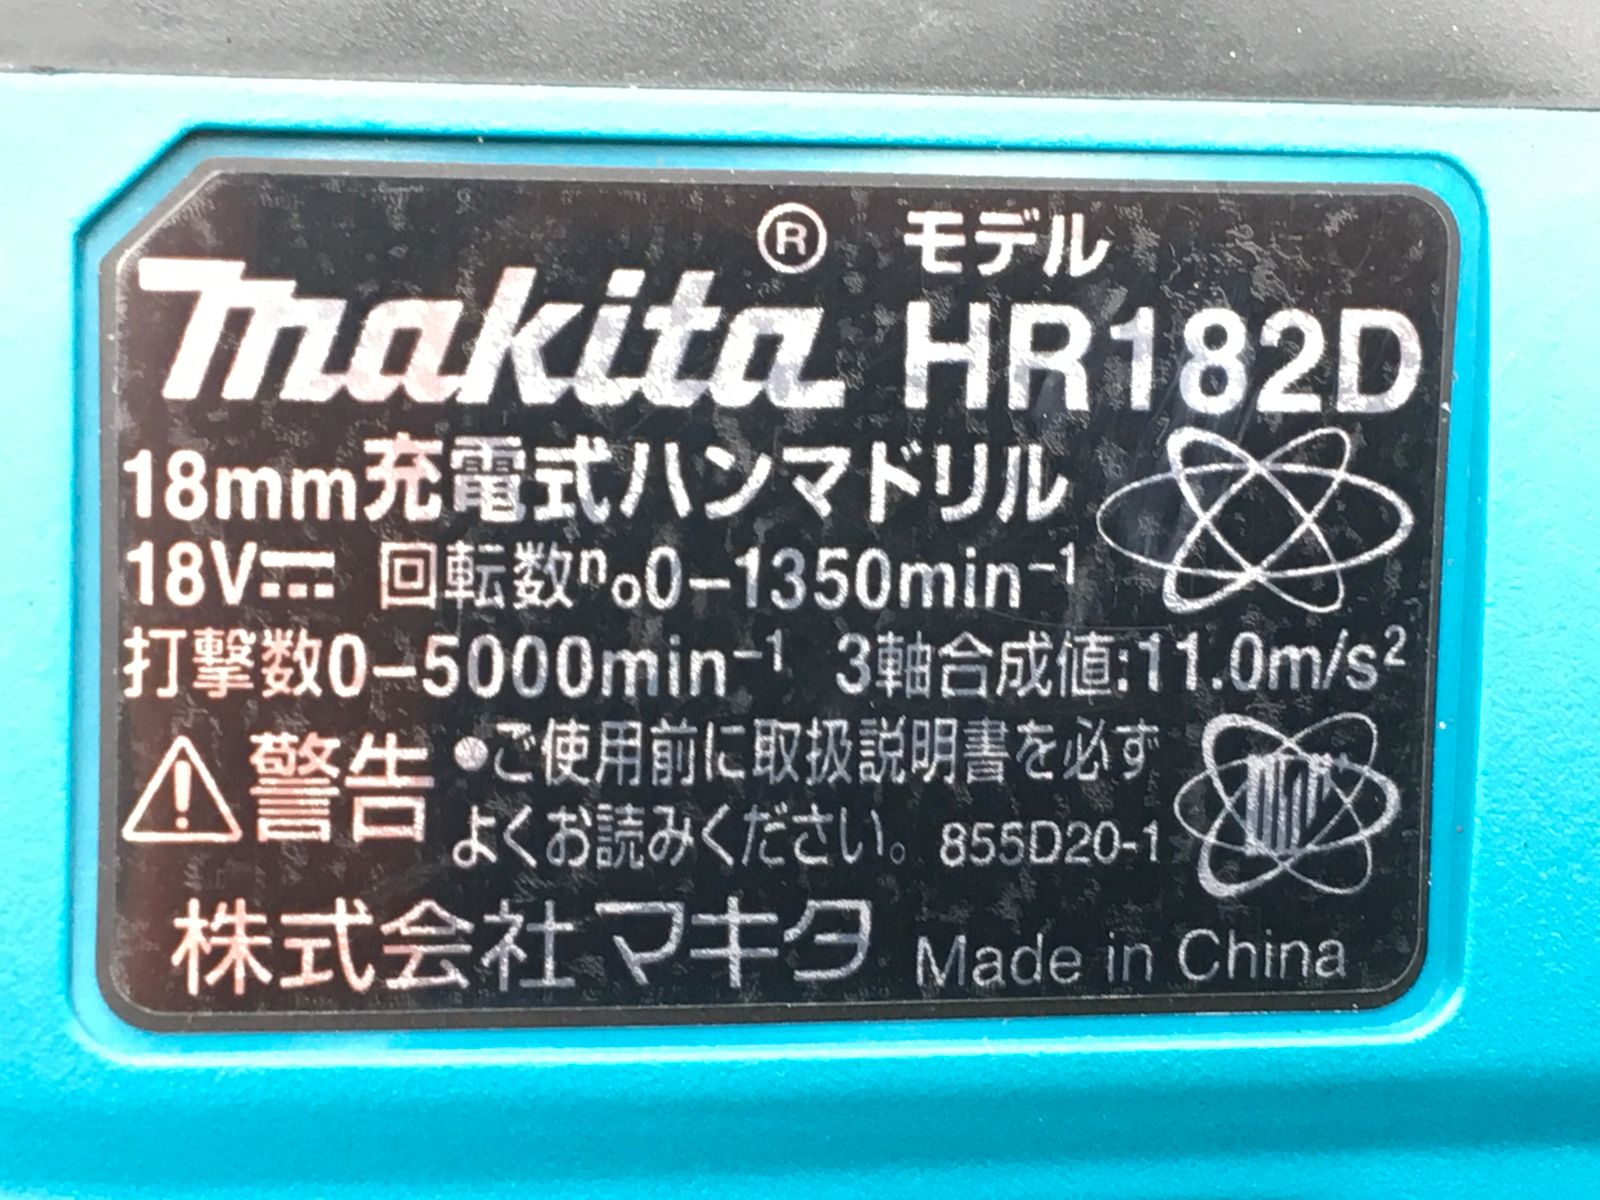 makita® モデル
HR182D
18mm充電式ハンマドリル
18V⎓ 回転数n₀0−1350min⁻¹
打撃数0−5000min⁻¹ 3軸合成値:11.0m/s²
⚠警告 ●ご使用前に取扱説明書を必ず
よくお読みください。 855D20-1
株式会社マキタ Made in China